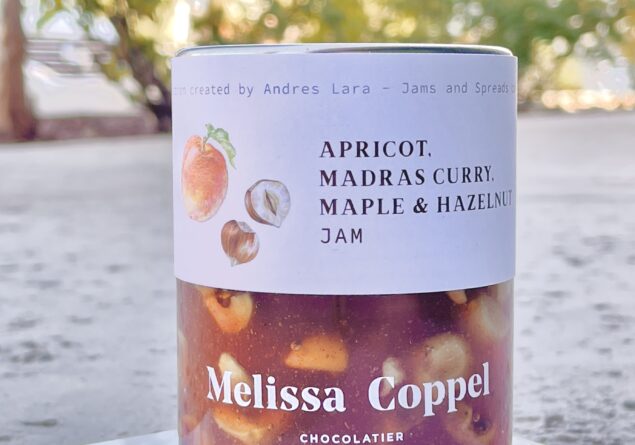 created by Andres Lara – Jams and Spreads
APRICOT,
MADRAS CURRY,
MAPLE & HAZELNUT
JAM
Melissa Coppel
CHOCOLATIER